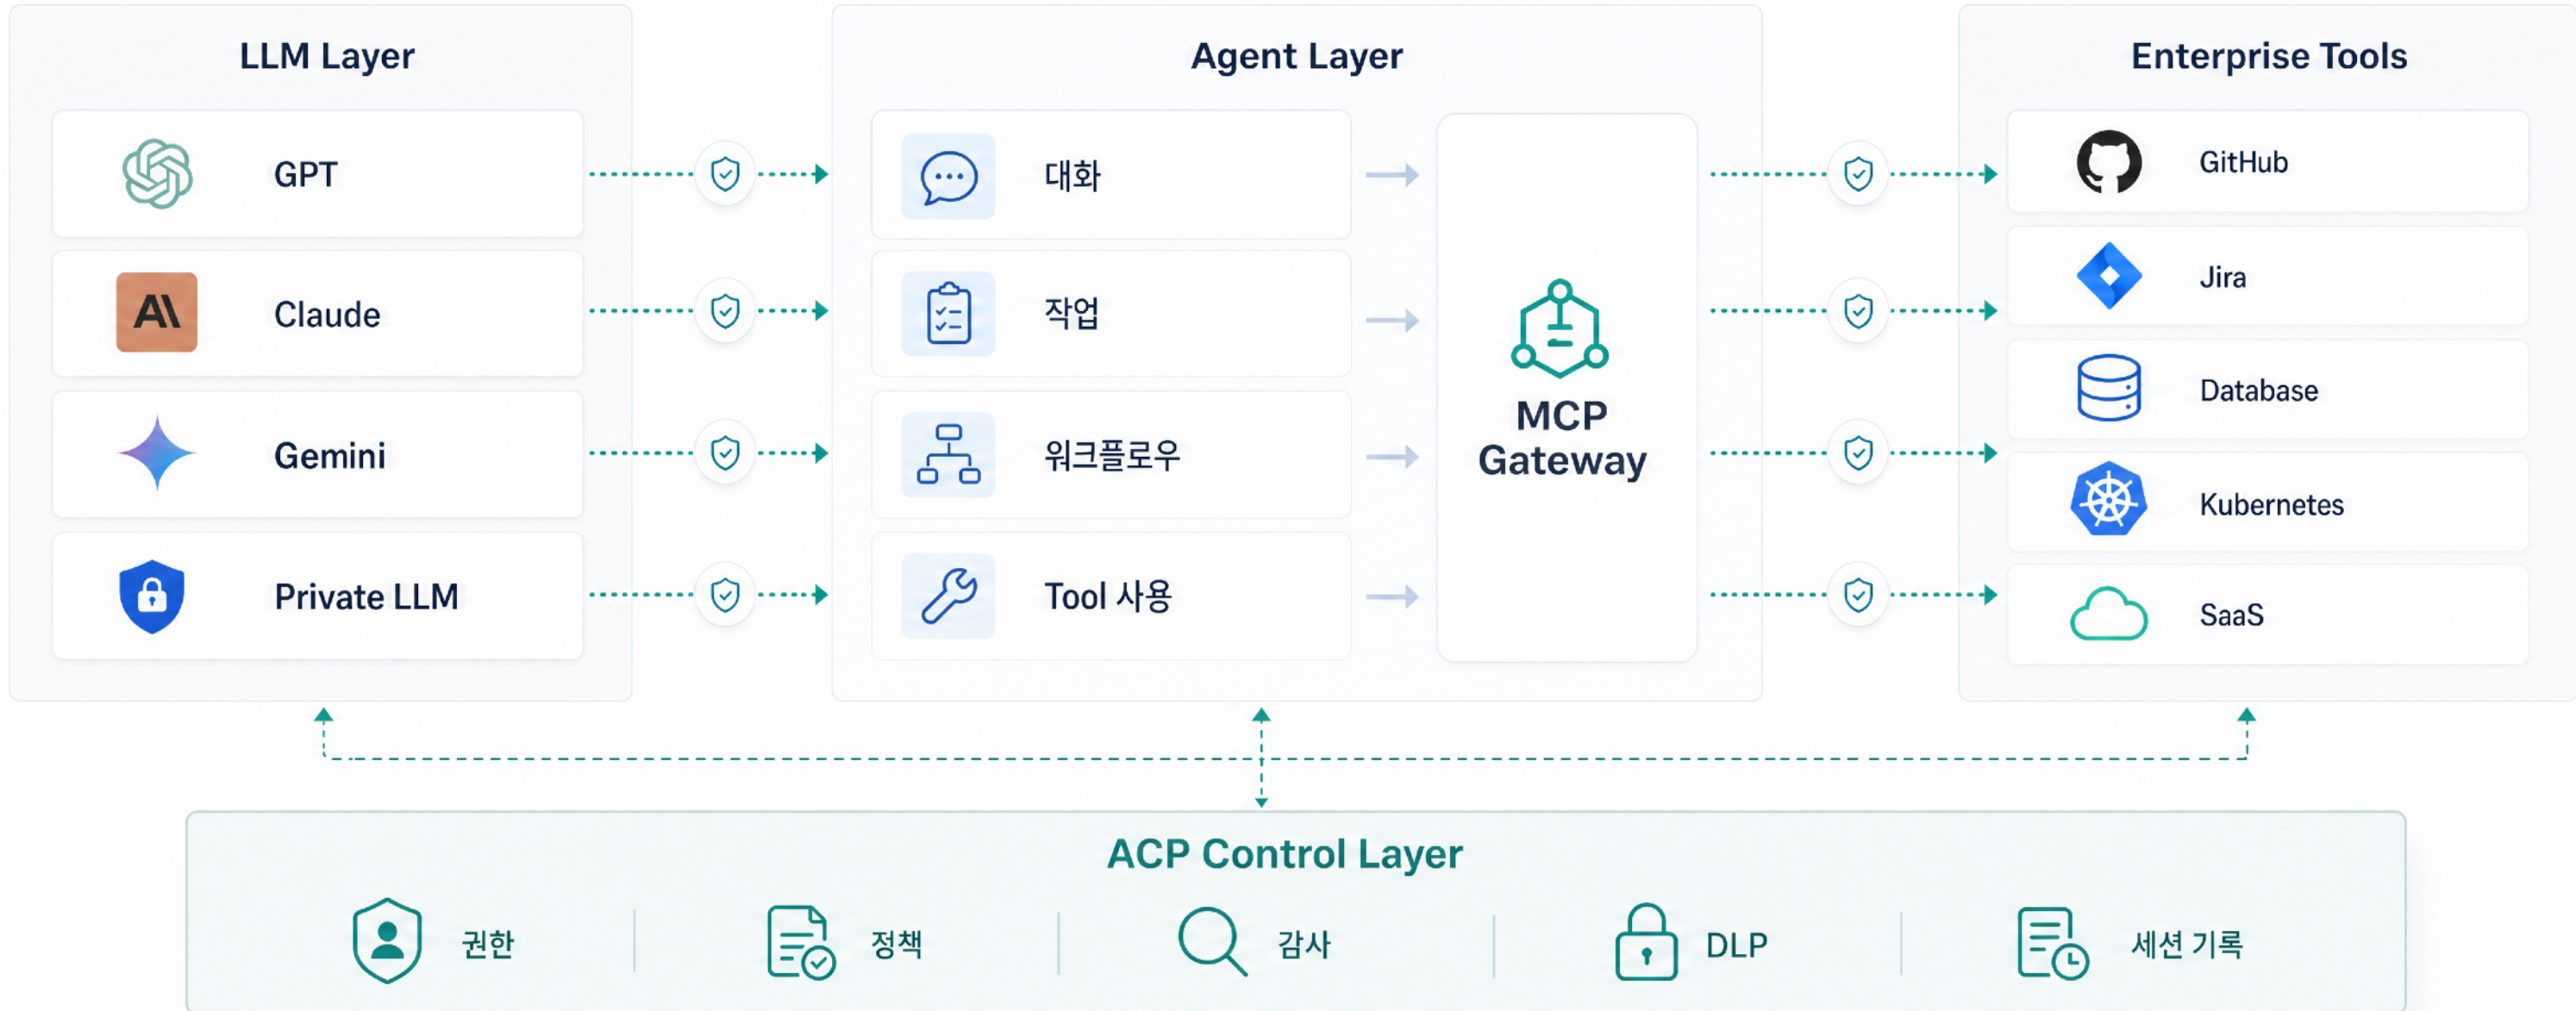 LLM Layer
GPT
Claude
Gemini
Private LLM
Agent Layer
대화
작업
워크플로우
Tool 사용
MCP
Gateway
Enterprise Tools
GitHub
Jira
Database
Kubernetes
SaaS
ACP Control Layer
권한
정책
감사
DLP
세션 기록